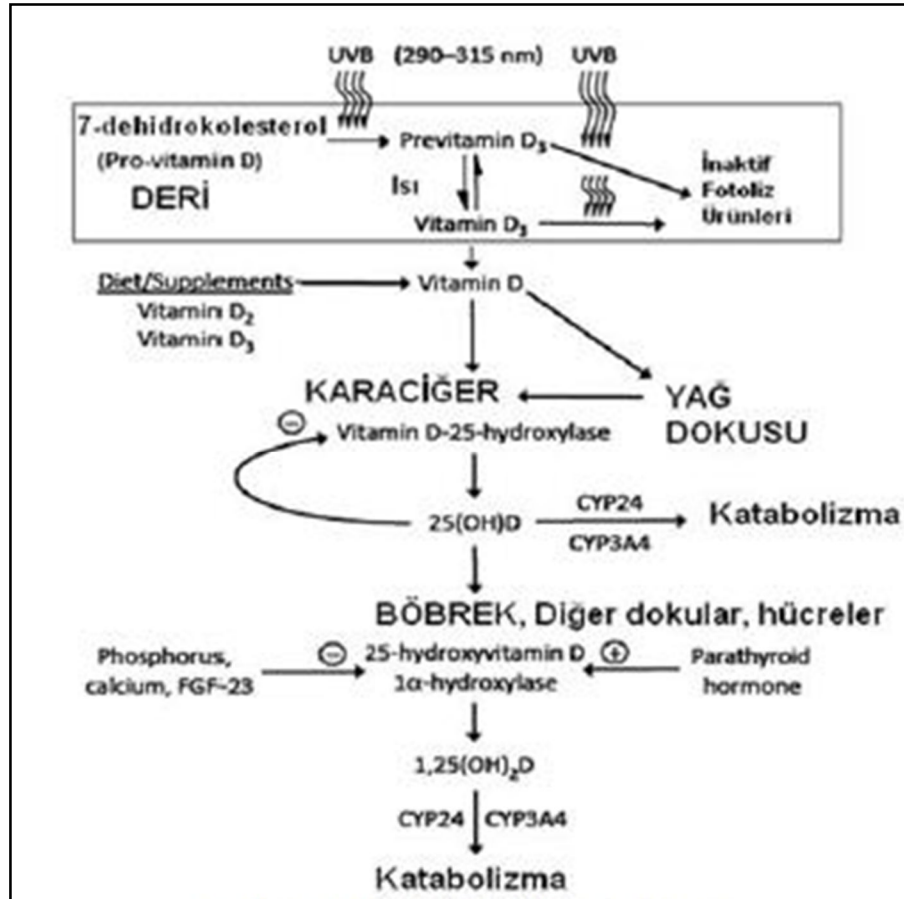 UVB (290–315 nm) UVB
7-dehidrokolesterol
(Pro-vitamin D)
DERİ
Previtamin D₃
Isı
Vitamin D₃
İnaktif
Fotoliz
Ürünleri
Diet/Supplements
Vitamin D₂
Vitamin D₃
Vitamin D
KARACİĞER
Vitamin D-25-hydroxylase
YAĞ
DOKUSU
25(OH)D
CYP24
CYP3A4
Katabolizma
BÖBREK, Diğer dokular, hücreler
Phosphorus,
calcium, FGF-23
25-hydroxyvitamin D
1α-hydroxylase
Parathyroid
hormone
1,25(OH)₂D
CYP24 CYP3A4
Katabolizma